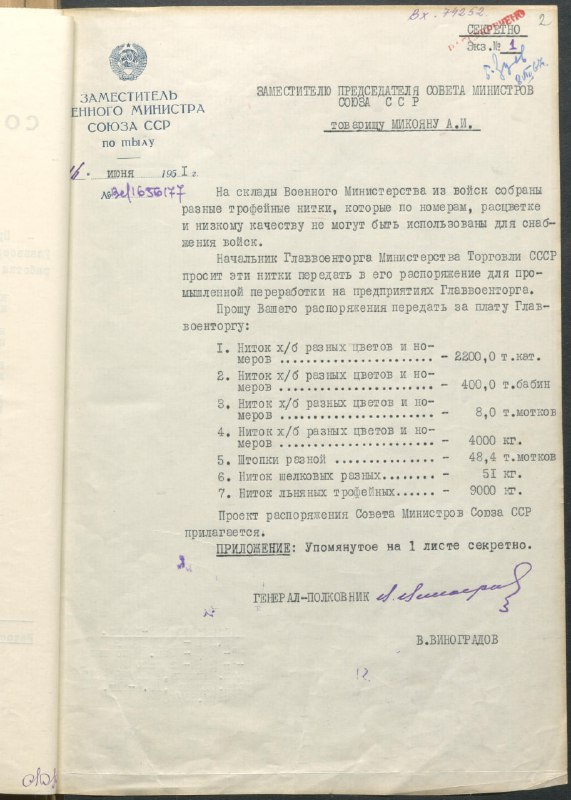 Вх. 79252
2
СЕКРЕТНО
Экз.№ 1
ЗАМЕСТИТЕЛЬ
ЕННОГО МИНИСТРА
СОЮЗА ССР
по тылу
июня 1951 г.
ЗАМЕСТИТЕЛЮ ПРЕДСЕДАТЕЛЯ СОВЕТА МИНИСТРОВ
СОЮЗА С С Р
товарищу МИКОЯНУ А.И.
На склады Военного Министерства из войск собраны
разные трофейные нитки, которые по номерам, расцветке
и низкому качеству не могут быть использованы для снаб-
жения войск.
Начальник Главвоенторга Министерства Торговли СССР
просит эти нитки передать в его распоряжение для про-
мышленной переработки на предприятиях Главвоенторга.
Прошу Вашего распоряжения передать за плату Глав-
военторгу:
1. Ниток х/б разных цветов и но-
меров ....................... - 2200,0 т.кат.
2. Ниток х/б разных цветов и но-
меров ....................... - 400,0 т.бабин
3. Ниток х/б разных цветов и но-
меров ....................... - 8,0 т.мотков
4. Ниток х/б разных цветов и но-
меров ....................... - 4000 кг.
5. Штопки разной ............... - 48,4 т.мотков
6. Ниток шелковых разных........ - 51 кг.
7. Ниток льняных трофейных...... - 9000 кг.
Проект распоряжения Совета Министров Союза ССР
прилагается.
ПРИЛОЖЕНИЕ: Упомянутое на 1 листе секретно.
ГЕНЕРАЛ-ПОЛКОВНИК
В.ВИНОГРАДОВ